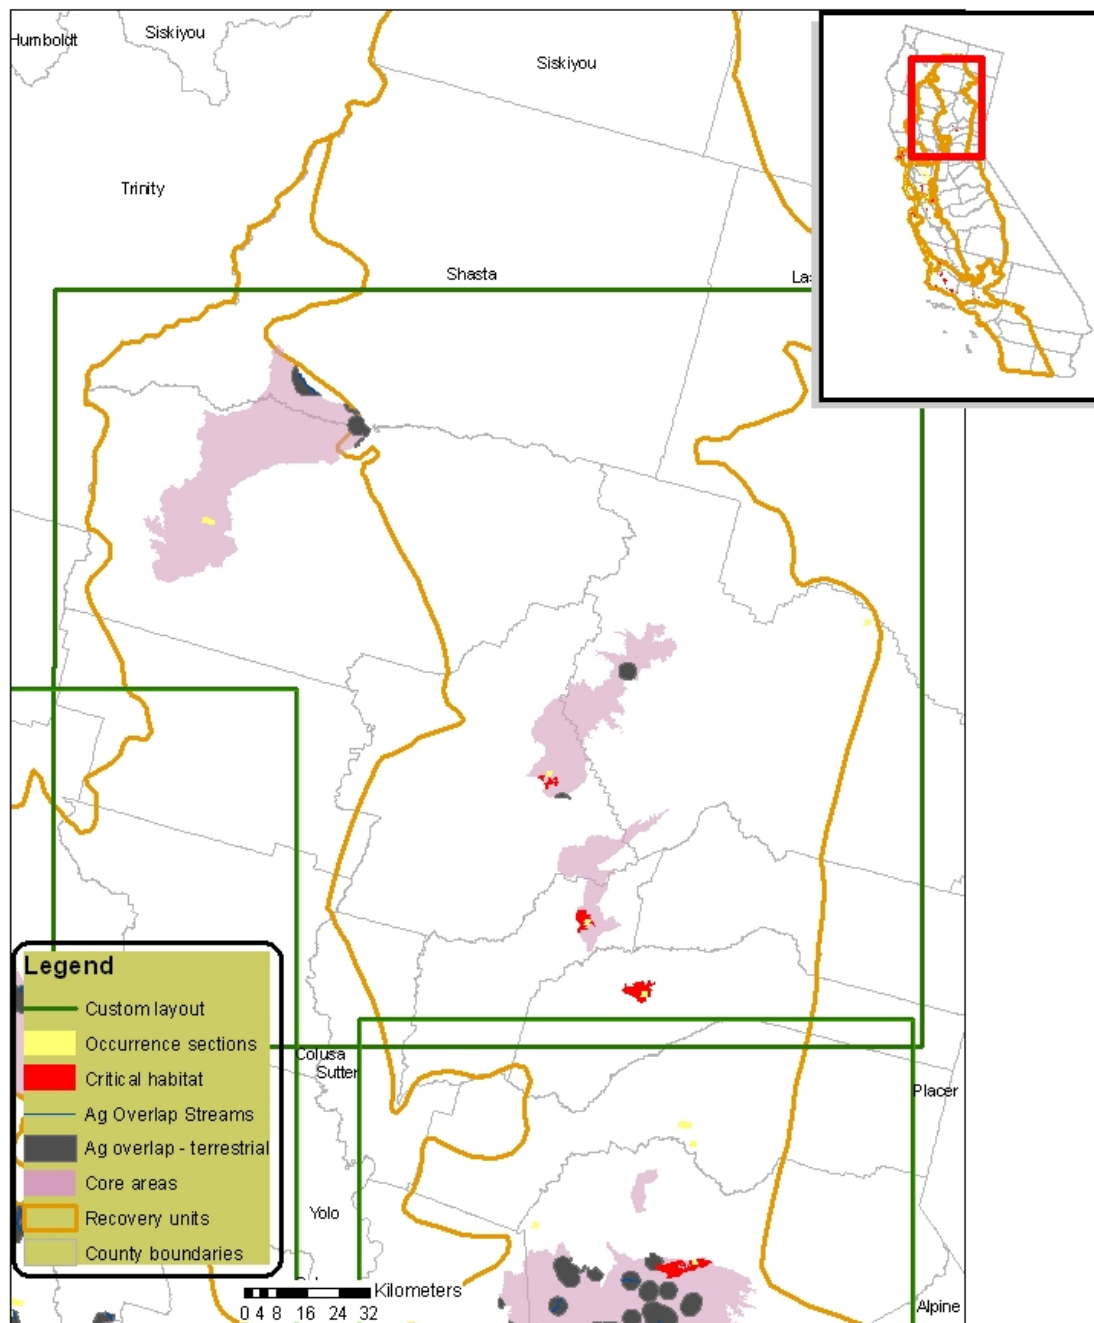 Humboldt
Siskiyou
Siskiyou
Trinity
Shasta
Las
Legend
Custom layout
Occurrence sections
Critical habitat
Ag Overlap Streams
Ag overlap - terrestrial
Core areas
Recovery units
County boundaries
Colusa
Sutter
Placer
Yolo
Kilometers
0 4 8 16 24 32
Alpine